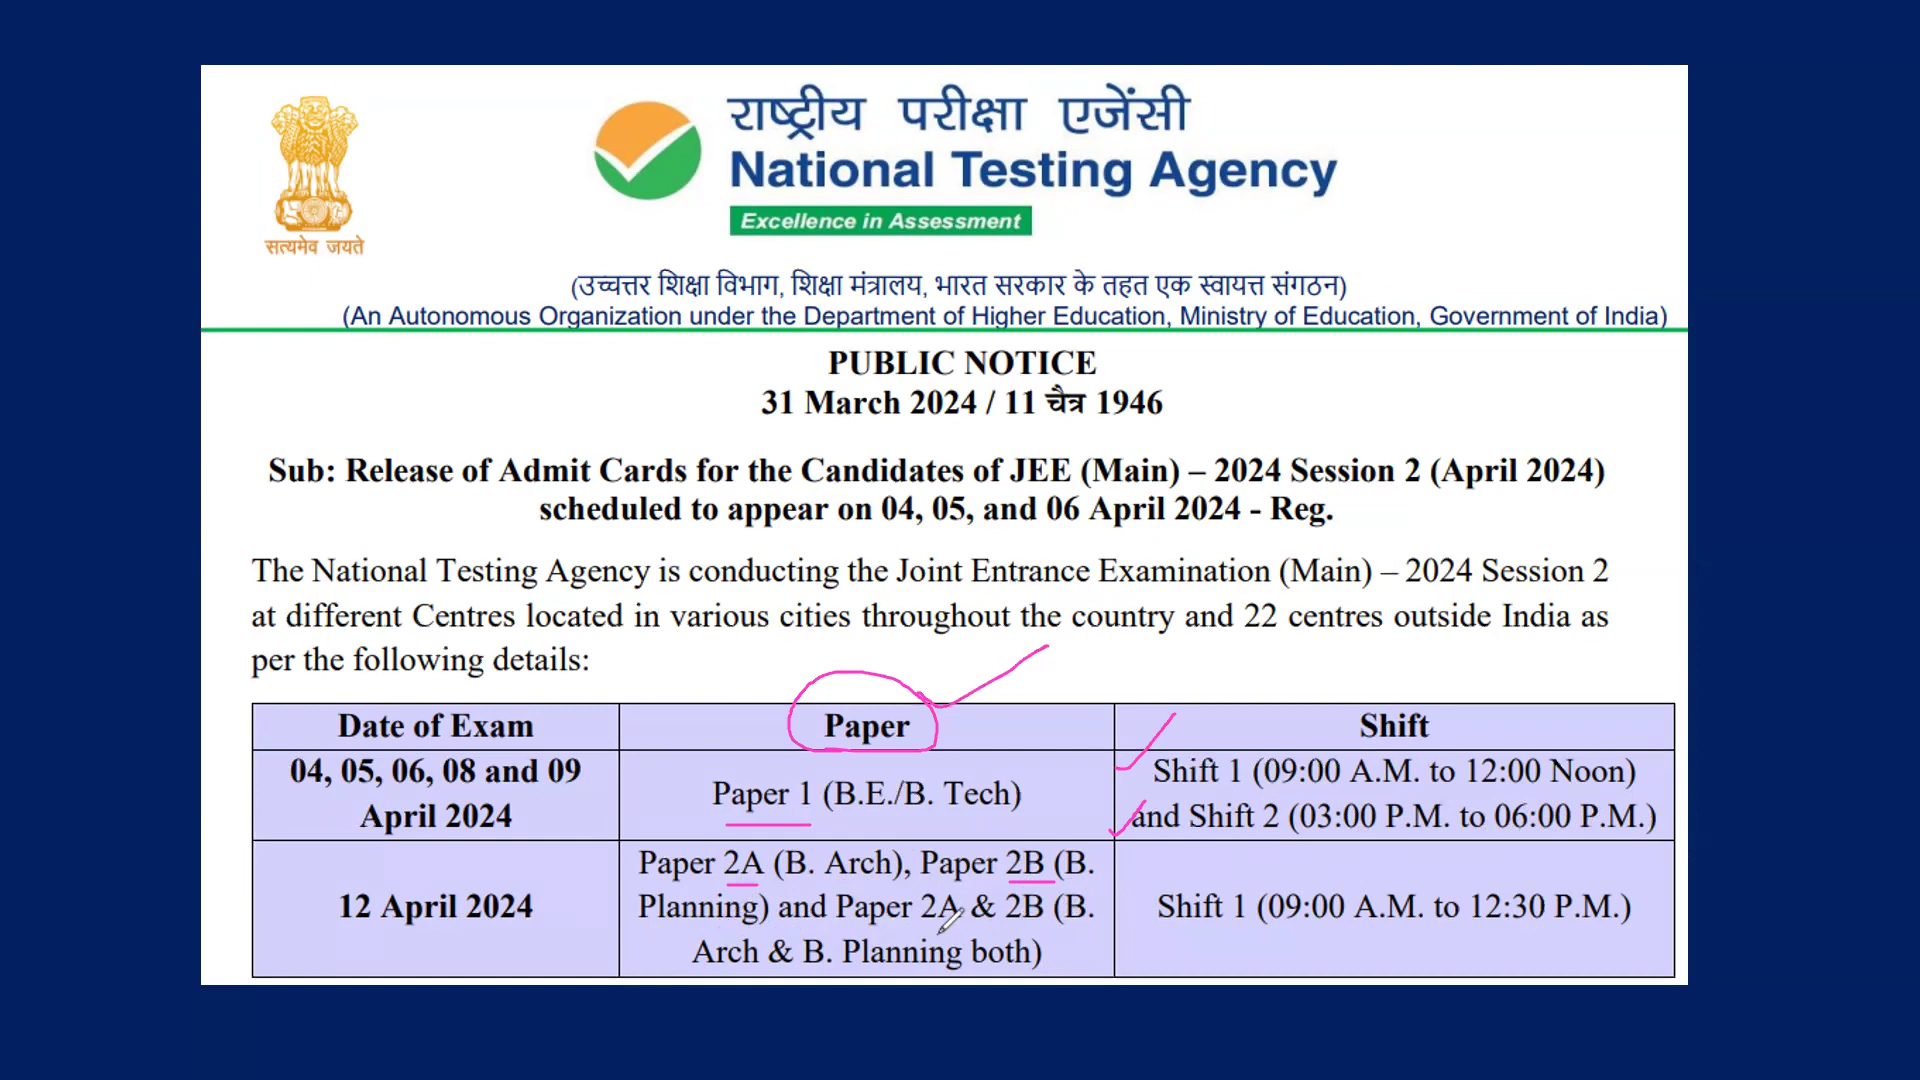 सत्यमेव जयते
राष्ट्रीय परीक्षा एजेंसी
National Testing Agency
Excellence in Assessment
(उच्चत्तर शिक्षा विभाग, शिक्षा मंत्रालय, भारत सरकार के तहत एक स्वायत्त संगठन)
(An Autonomous Organization under the Department of Higher Education, Ministry of Education, Government of India)
PUBLIC NOTICE
31 March 2024 / 11 चैत्र 1946
Sub: Release of Admit Cards for the Candidates of JEE (Main) – 2024 Session 2 (April 2024)
scheduled to appear on 04, 05, and 06 April 2024 - Reg.
The National Testing Agency is conducting the Joint Entrance Examination (Main) – 2024 Session 2
at different Centres located in various cities throughout the country and 22 centres outside India as
per the following details:
Date of Exam
Paper
Shift
04, 05, 06, 08 and 09
April 2024
Paper 1 (B.E./B. Tech)
Shift 1 (09:00 A.M. to 12:00 Noon)
and Shift 2 (03:00 P.M. to 06:00 P.M.)
12 April 2024
Paper 2A (B. Arch), Paper 2B (B.
Planning) and Paper 2A & 2B (B.
Arch & B. Planning both)
Shift 1 (09:00 A.M. to 12:30 P.M.)